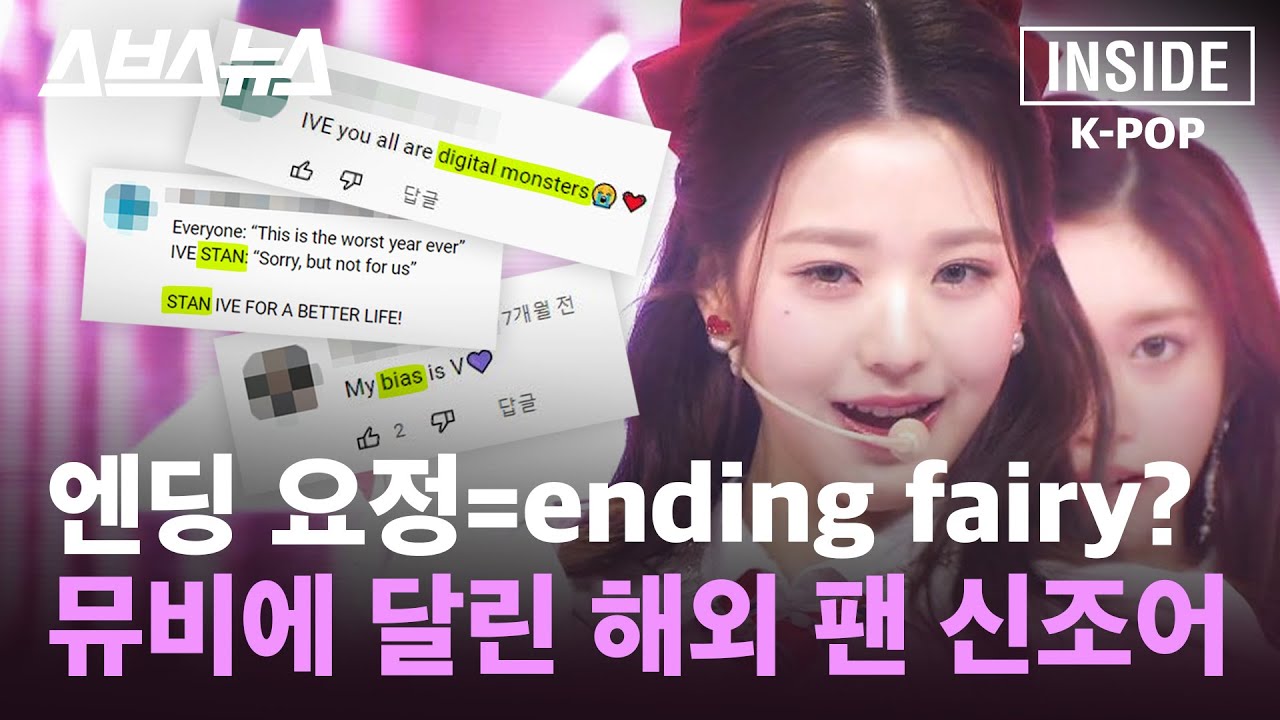 스브스뉴스
INSIDE
K-POP
IVE you all are digital monsters😭❤️
답글
Everyone: “This is the worst year ever”
IVE STAN: “Sorry, but not for us”
STAN IVE FOR A BETTER LIFE!
7개월 전
My bias is V💜
2
답글
엔딩 요정=ending fairy?
뮤비에 달린 해외 팬 신조어